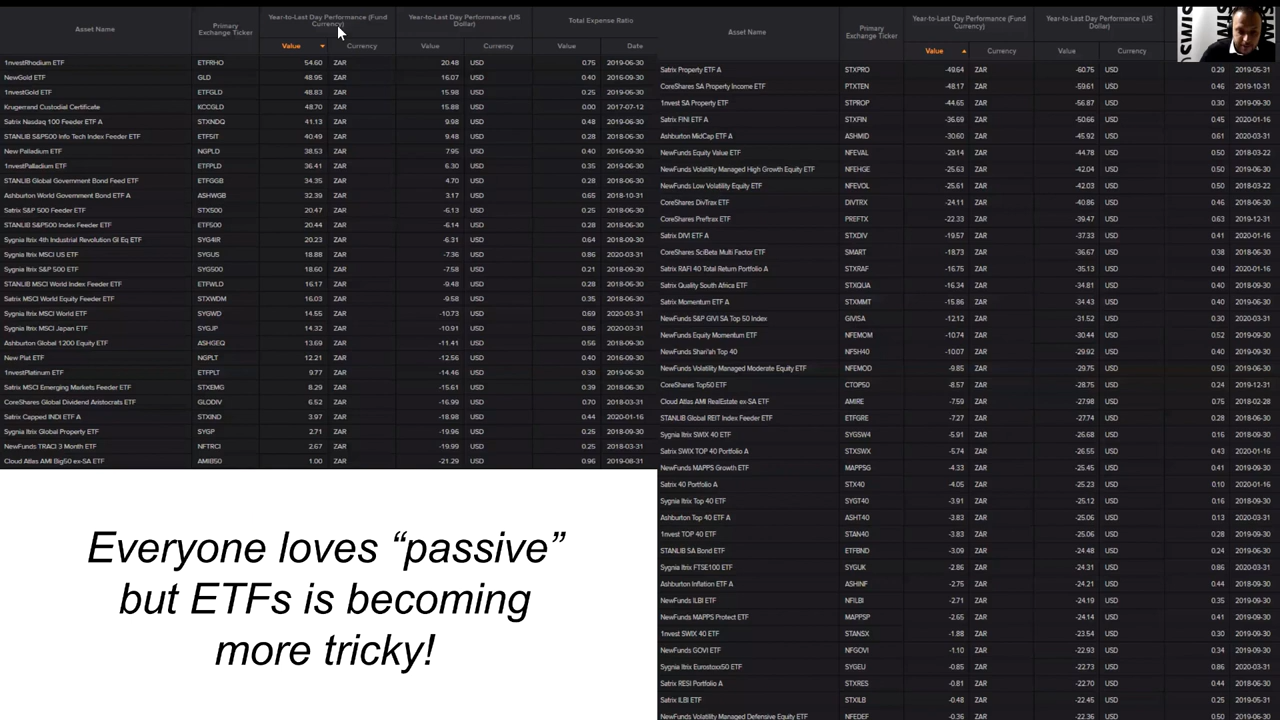 Asset Name Primary Exchange Ticker Year-to-Last Day Performance (Fund Currency) Year-to-Last Day Performance (US Dollar) Total Expense Ratio
Value Currency Value Currency Value Date
1nvestRhodium ETF ETFRHO 54.60 ZAR 20.48 USD 0.75 2019-06-30
NewGold ETF GLD 48.95 ZAR 16.07 USD 0.40 2016-09-30
1nvestGold ETF ETFGLD 48.83 ZAR 15.98 USD 0.25 2019-06-30
Krugerrand Custodial Certificate KCCGLD 48.70 ZAR 15.88 USD 0.00 2017-07-12
Satrix Nasdaq 100 Feeder ETF A STXNDQ 41.13 ZAR 9.98 USD 0.48 2019-06-30
STANLIB S&P500 Info Tech Index Feeder ETF ETF5IT 40.49 ZAR 9.48 USD 0.28 2018-06-30
New Palladium ETF NGPLD 38.53 ZAR 7.95 USD 0.40 2016-09-30
1nvestPalladium ETF ETFPLD 36.41 ZAR 6.30 USD 0.35 2019-06-30
STANLIB Global Government Bond Feed ETF ETFGGB 34.35 ZAR 4.70 USD 0.28 2018-06-30
Ashburton World Government Bond ETF A ASHWGB 32.39 ZAR 3.17 USD 0.65 2018-10-31
Satrix S&P 500 Feeder ETF STX500 20.47 ZAR -6.13 USD 0.25 2018-06-30
STANLIB S&P500 Index Feeder ETF ETF500 20.44 ZAR -6.14 USD 0.28 2018-06-30
Sygnia Itrix 4th Industrial Revolution Gl Eq ETF SYG4IR 20.23 ZAR -6.31 USD 0.64 2018-09-30
Sygnia Itrix MSCI US ETF SYGUS 18.88 ZAR -7.36 USD 0.86 2020-03-31
Sygnia Itrix S&P 500 ETF SYG500 18.60 ZAR -7.58 USD 0.21 2018-09-30
STANLIB MSCI World Index Feeder ETF ETFWLD 16.17 ZAR -9.48 USD 0.28 2018-06-30
Satrix MSCI World Equity Feeder ETF STXWDM 16.03 ZAR -9.58 USD 0.35 2018-06-30
Sygnia Itrix MSCI World SYGWD 14.55 ZAR -10.73 USD 0.69 2020-03-31
Sygnia Itrix MSCI Japan ETF SYGJP 14.32 ZAR -10.91 USD 0.86 2020-03-31
Ashburton Global 1200 Equity ETF ASHGEQ 13.69 ZAR -11.41 USD 0.56 2018-09-30
New Plat ETF NGPLT 12.21 ZAR -12.56 USD 0.40 2016-09-30
1nvestPlatinum ETF ETFPLT 9.77 ZAR -14.46 USD 0.30 2019-06-30
Satrix MSCI Emerging Markets Feeder ETF STXEMG 8.29 ZAR -15.61 USD 0.39 2018-06-30
CoreShares Global Dividend Aristocrats ETF GLODIV 6.52 ZAR -16.99 USD 0.70 2018-03-31
Satrix Capped INDI ETF A STXIND 3.97 ZAR -18.98 USD 0.44 2020-01-16
Sygnia Itrix Global Property ETF SYGP 2.71 ZAR -19.96 USD 0.25 2018-09-30
NewFunds TRACI 3 Month ETF NFTRCI 2.67 ZAR -19.99 USD 0.25 2018-03-31
Cloud Atlas AMI Big50 ex-SA ETF AMIB50 1.00 ZAR -21.29 USD 0.96 2019-08-31
Everyone loves “passive”
but ETFs is becoming
more tricky!
Asset Name Primary Exchange Ticker Year-to-Last Day Performance (Fund Currency) Year-to-Last Day Performance (US Dollar)
Value Currency Value Currency
Satrix Property ETF A STXPRO -49.64 ZAR -60.75 USD 0.29 2019-05-31
CoreShares SA Property Income ETF PTXTEN -48.17 ZAR -59.61 USD 0.46 2019-10-31
1nvest SA Property ETF STPROP -44.65 ZAR -56.87 USD 0.30 2019-09-30
Satrix FINI ETF A STXFIN -36.69 ZAR -50.66 USD 0.45 2020-01-16
Ashburton MidCap ETF A ASHMID -30.60 ZAR -45.92 USD 0.61 2020-03-31
NewFunds Equity Value ETF NFEVAL -29.14 ZAR -44.78 USD 0.50 2018-03-22
NewFunds Volatility Managed High Growth Equity ETF NFEHGE -25.63 ZAR -42.04 USD 0.50 2019-06-30
NewFunds Low Volatility Equity ETF NFEVOL -25.61 ZAR -42.03 USD 0.50 2018-03-22
CoreShares DivTrax ETF DIVTRX -24.11 ZAR -40.86 USD 0.46 2018-03-31
CoreShares Preftrax ETF PREFTX -22.33 ZAR -39.47 USD 0.63 2019-12-31
Satrix DIVI ETF A STXDIV -19.57 ZAR -37.33 USD 0.41 2020-01-16
CoreShares SciBeta Multi Factor ETF SMART -18.73 ZAR -36.67 USD 0.38 2018-06-30
Satrix RAFI 40 Total Return Portfolio A STXRAF -16.75 ZAR -35.13 USD 0.49 2020-01-16
Satrix Quality South Africa ETF STXQUA -16.34 ZAR -34.81 USD 0.40 2018-09-30
Satrix Momentum ETF A STXMMT -15.86 ZAR -34.43 USD 0.40 2019-06-30
NewFunds S&P GIVI SA Top 50 Index GIVISA -12.12 ZAR -31.52 USD 0.30 2020-03-31
NewFunds Equity Momentum ETF NFEMOM -10.74 ZAR -30.44 USD 0.52 2019-09-30
NewFunds Shari'ah Top 40 NFSH40 -10.07 ZAR -29.92 USD 0.40 2019-09-30
NewFunds Volatility Managed Moderate Equity ETF NFEMOD -9.85 ZAR -29.75 USD 0.50 2019-06-30
CoreShares Top50 ETF CTOP50 -8.57 ZAR -28.75 USD 0.24 2019-12-31
Cloud Atlas AMI RealEstate ex-SA ETF AMIRE -7.59 ZAR -27.98 USD 0.75 2018-02-28
STANLIB Global REIT Index Feeder ETF ETFGRE -7.27 ZAR -27.74 USD 0.28 2018-06-30
Sygnia Itrix SWIX 40 ETF SYGSW4 -5.91 ZAR -26.68 USD 0.16 2018-09-30
Satrix SWIX TOP 40 Portfolio A STXSWX -5.74 ZAR -26.55 USD 0.43 2020-01-16
NewFunds MAPPS Growth ETF MAPPSG -4.33 ZAR -25.45 USD 0.41 2019-09-30
Satrix 40 Portfolio A STX40 -4.05 ZAR -25.23 USD 0.10 2020-01-16
Sygnia Itrix Top 40 ETF SYGT40 -3.91 ZAR -25.12 USD 0.16 2018-09-30
Ashburton Top 40 ETF A ASHT40 -3.83 ZAR -25.06 USD 0.13 2020-03-31
1nvest TOP 40 ETF STAN40 -3.83 ZAR -25.06 USD 0.28 2019-09-30
STANLIB SA Bond ETF ETFBND -3.09 ZAR -24.48 USD 0.24 2019-09-30
Sygnia Itrix FTSE100 ETF SYGUK -2.86 ZAR -24.31 USD 0.86 2020-03-31
Ashburton Inflation ETF A ASHINF -2.75 ZAR -24.21 USD 0.44 2018-09-30
NewFunds ILBI ETF NFILBI -2.71 ZAR -24.19 USD 0.35 2019-09-30
NewFunds MAPPS Protect ETF MAPPSP -2.65 ZAR -24.14 USD 0.41 2019-09-30
1nvest SWIX 40 ETF STANSX -1.88 ZAR -23.54 USD 0.30 2019-09-30
NewFunds GOVI ETF NFGOVI -1.10 ZAR -22.93 USD 0.34 2019-09-30
Sygnia Itrix Eurostoxx50 ETF SYGEU -0.85 ZAR -22.73 USD 0.86 2020-03-31
Satrix RESI Portfolio A STXRES -0.81 ZAR -22.70 USD 0.44 2018-06-30
Satrix ILBI ETF STXILB -0.48 ZAR -22.45 USD 0.25 2019-05-31
NewFunds Volatility Managed Defensive Equity ETF NFEDEF -0.36 ZAR -22.36 USD 0.50 2019-06-30